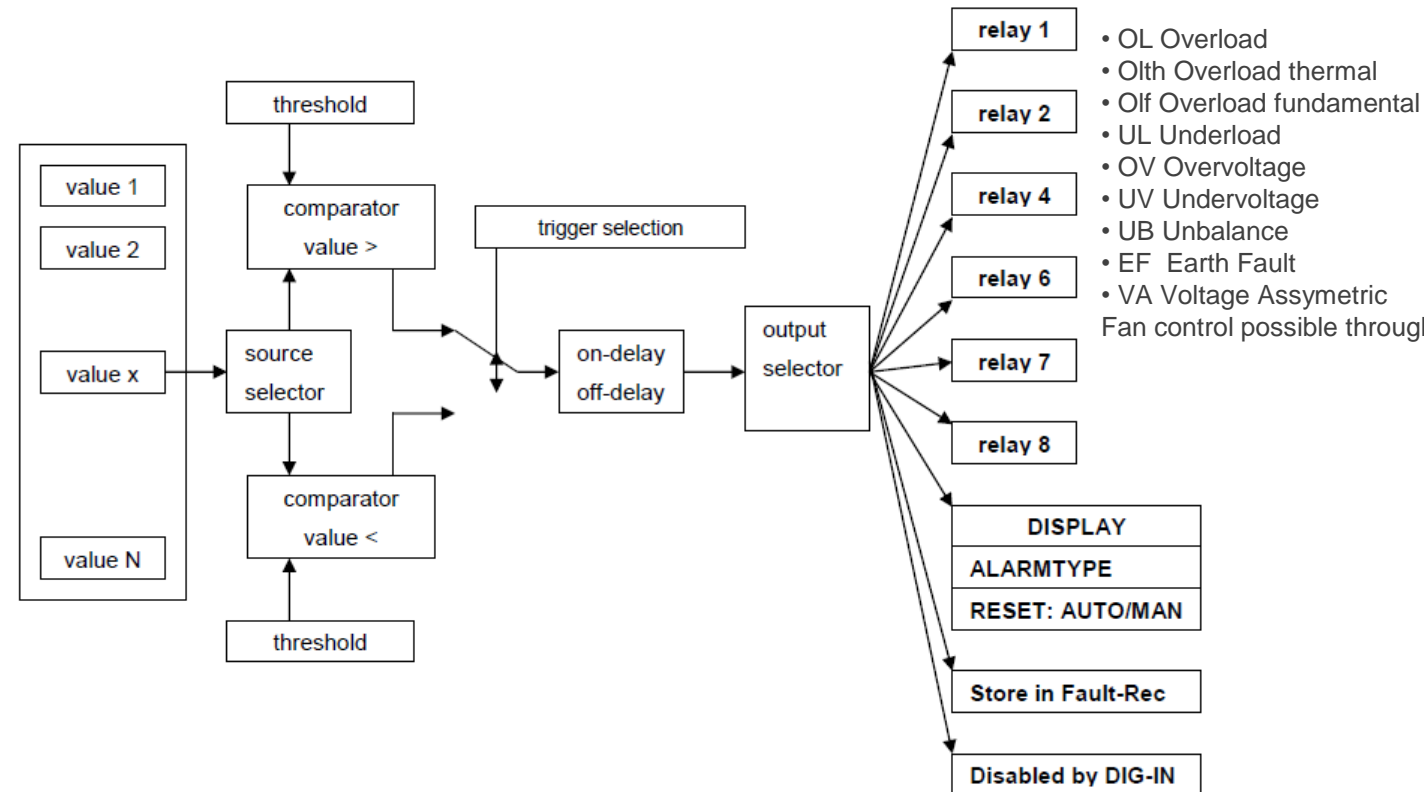 value 1
value 2
value x
value N
threshold
comparator
value >
source
selector
comparator
value <
threshold
trigger selection
on-delay
off-delay
output
selector
relay 1
relay 2
relay 4
relay 6
relay 7
relay 8
DISPLAY
ALARMTYPE
RESET: AUTO/MAN
Store in Fault-Rec
Disabled by DIG-IN
• OL Overload
• Olth Overload thermal
• Olf Overload fundamental
• UL Underload
• OV Overvoltage
• UV Undervoltage
• UB Unbalance
• EF Earth Fault
• VA Voltage Assymetric
Fan control possible through